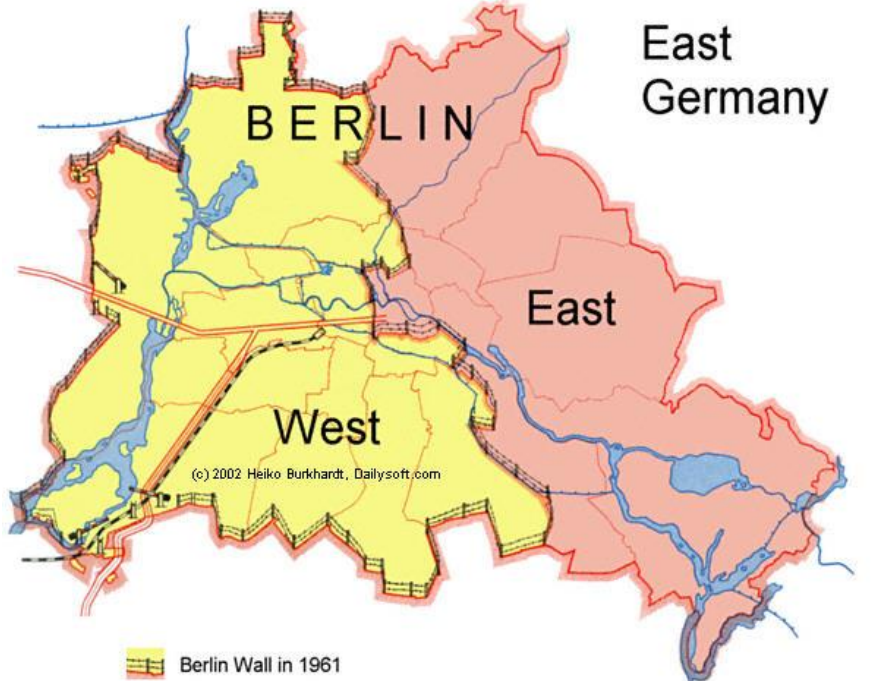 East
Germany
BERLIN
East
West
(c) 2002 Heiko Burkhardt, Dailysoft.com
Berlin Wall in 1961